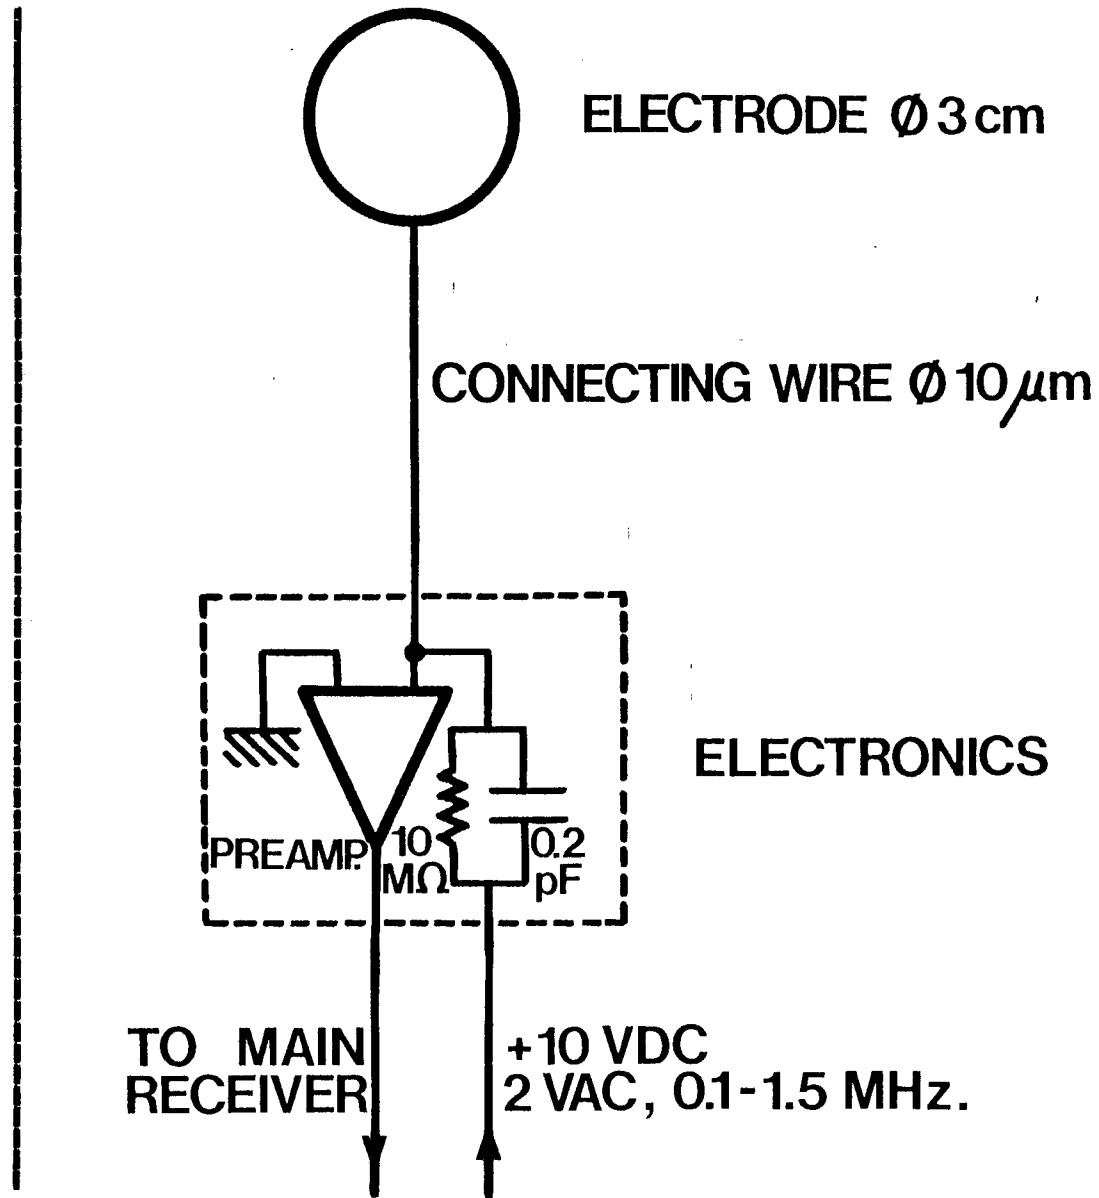 ELECTRODE Ø 3 cm
CONNECTING WIRE Ø 10 µm
ELECTRONICS
PREAMP.
10
MΩ
0.2
pF
TO MAIN
RECEIVER
+10 VDC
2 VAC, 0.1-1.5 MHz.